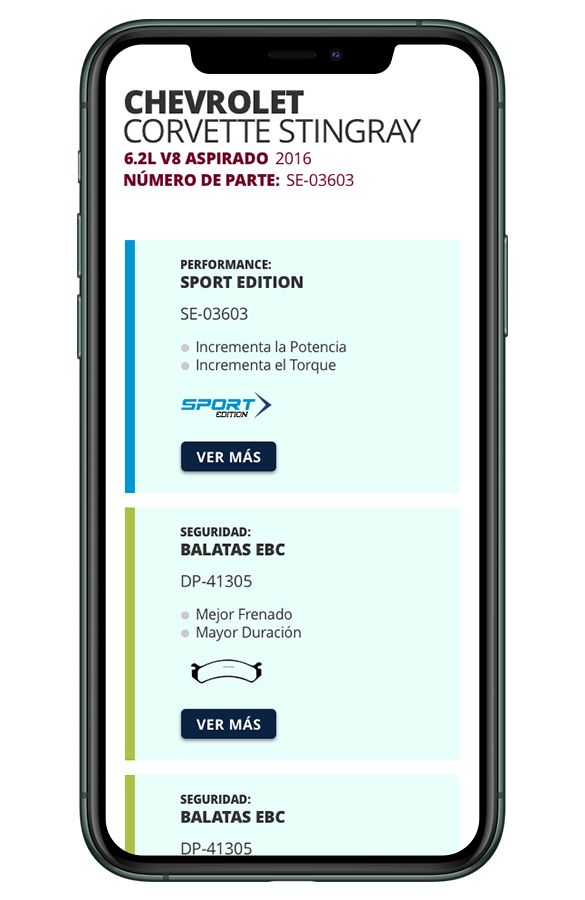 CHEVROLET
CORVETTE STINGRAY
6.2L V8 ASPIRADO 2016
NÚMERO DE PARTE: SE-03603
PERFORMANCE:
SPORT EDITION
SE-03603
Incrementa la Potencia
Incrementa el Torque
SPORT
EDITION
VER MÁS
SEGURIDAD:
BALATAS EBC
DP-41305
Mejor Frenado
Mayor Duración
VER MÁS
SEGURIDAD:
BALATAS EBC
DP-41305